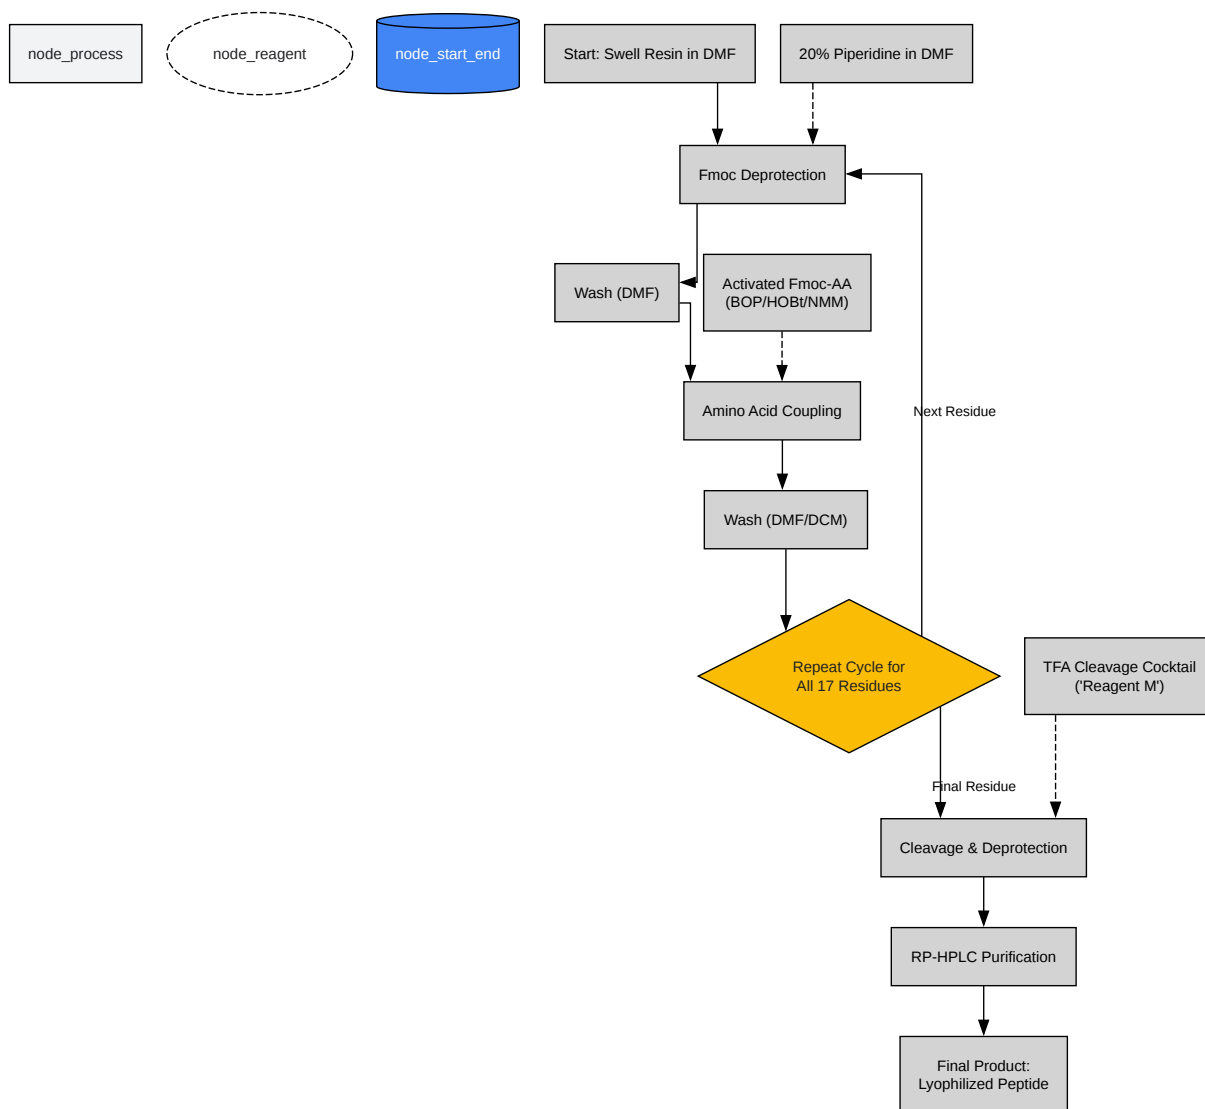 node_process
node_reagent
node_start_end
Start: Swell Resin in DMF
20% Piperidine in DMF
Fmoc Deprotection
Wash (DMF)
Activated Fmoc-AA
(BOP/HOBt/NMM)
Amino Acid Coupling
Next Residue
Wash (DMF/DCM)
Repeat Cycle for
All 17 Residues
TFA Cleavage Cocktail
('Reagent M')
Final Residue
Cleavage & Deprotection
RP-HPLC Purification
Final Product:
Lyophilized Peptide